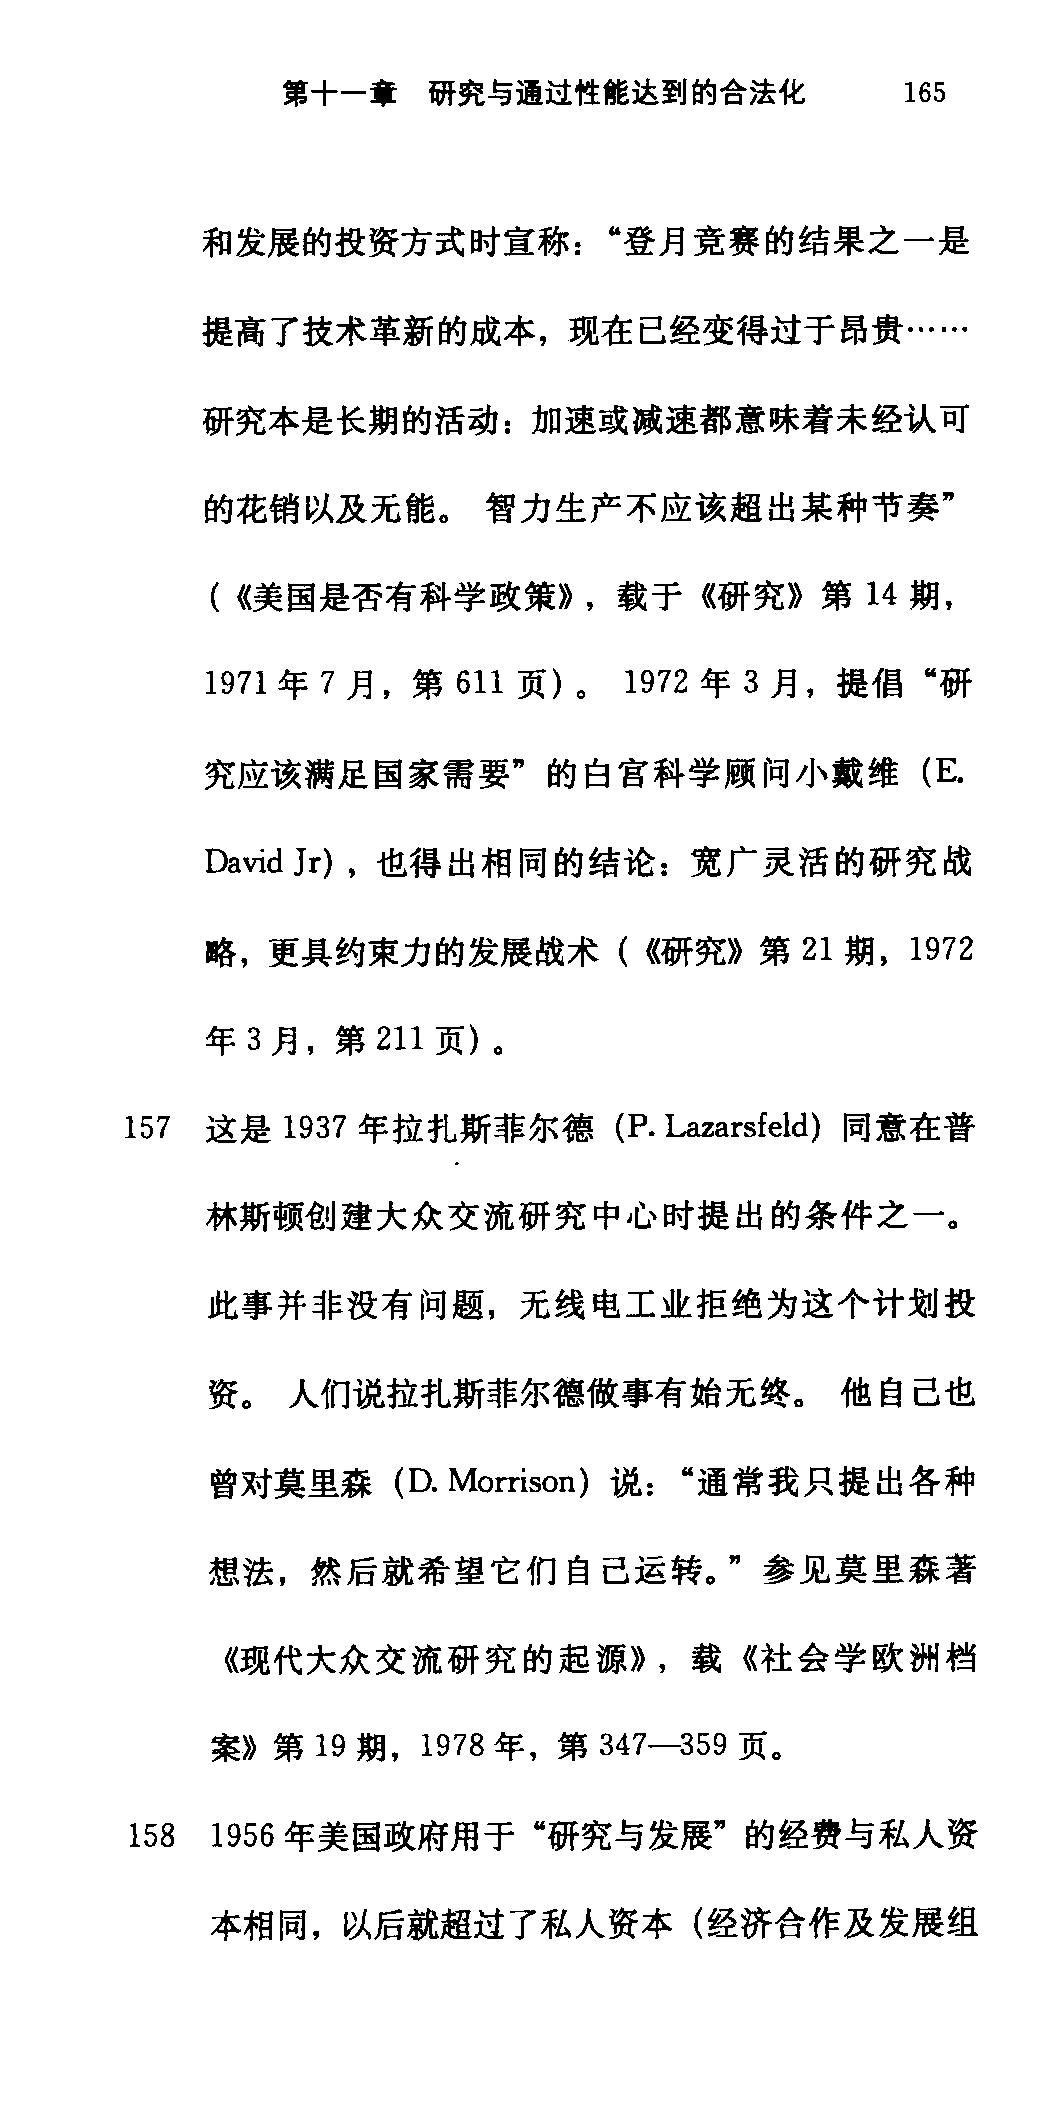 第十一章　研究与通过性能达到的合法化　165
和发展的投资方式时宣称：“登月竞赛的结果之一是
提高了技术革新的成本，现在已经变得过于昂贵……
研究本是长期的活动：加速或减速都意味着未经认可
的花销以及无能。 智力生产不应该超出某种节奏”
（《美国是否有科学政策》，载于《研究》第 14 期，
1971 年 7 月，第 611 页）。 1972 年 3 月，提倡“研
究应该满足国家需要”的白宫科学顾问小戴维（E.
David Jr），也得出相同的结论：宽广灵活的研究战
略，更具约束力的发展战术（《研究》第 21 期，1972
年 3 月，第 211 页）。
157 这是 1937 年拉扎斯菲尔德（P. Lazarsfeld）同意在普
林斯顿创建大众交流研究中心时提出的条件之一。
此事并非没有问题，无线电工业拒绝为这个计划投
资。 人们说拉扎斯菲尔德做事有始无终。 他自己也
曾对莫里森（D. Morrison）说：“通常我只提出各种
想法，然后就希望它们自己运转。”参见莫里森著
《现代大众交流研究的起源》，载《社会学欧洲档
案》第 19 期，1978 年，第 347—359 页。
158 1956 年美国政府用于“研究与发展”的经费与私人资
本相同，以后就超过了私人资本（经济合作及发展组